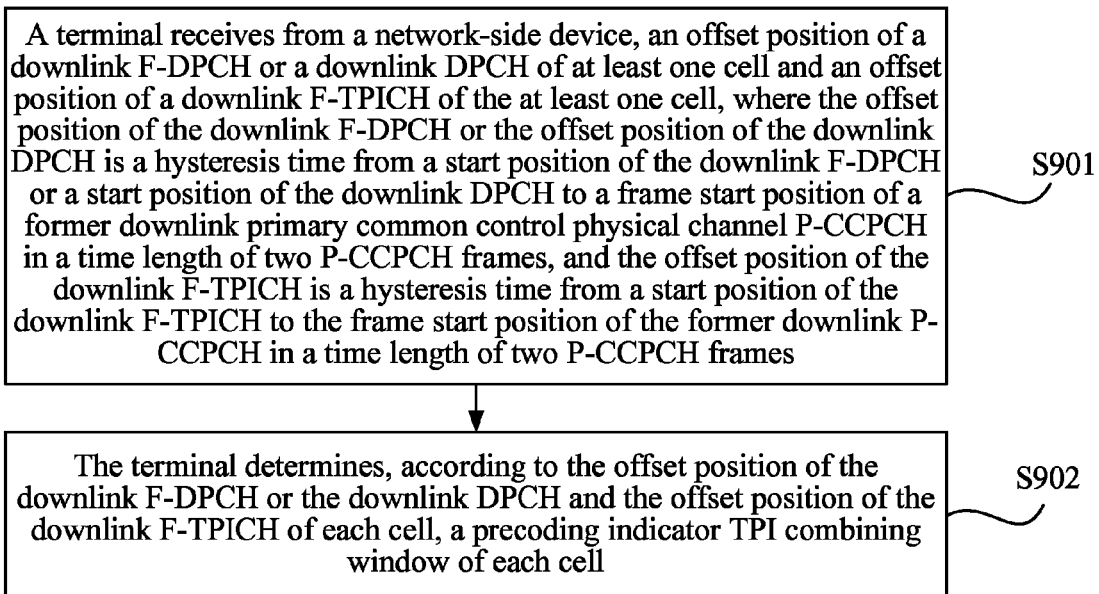 A terminal receives from a network-side device, an offset position of a
downlink F-DPCH or a downlink DPCH of at least one cell and an offset
position of a downlink F-TPICH of the at least one cell, where the offset
position of the downlink F-DPCH or the offset position of the downlink
DPCH is a hysteresis time from a start position of the downlink F-DPCH
or a start position of the downlink DPCH to a frame start position of a
former downlink primary common control physical channel P-CCPCH
in a time length of two P-CCPCH frames, and the offset position of the
downlink F-TPICH is a hysteresis time from a start position of the
downlink F-TPICH to the frame start position of the former downlink P-
CCPCH in a time length of two P-CCPCH frames
S901
The terminal determines, according to the offset position of the
downlink F-DPCH or the downlink DPCH and the offset position of the
downlink F-TPICH of each cell, a precoding indicator TPI combining
window of each cell
S902